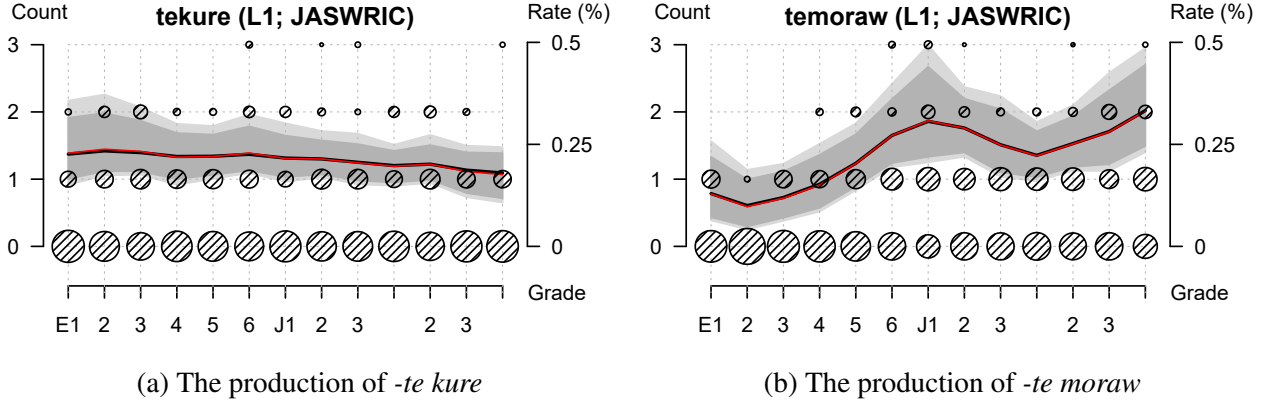 Count tekure (L1; JASWRIC) Rate (%)
3
2
1
0
0.5
0.25
0
Grade
E1 2 3 4 5 6 J1 2 3 2 3
Count temoraw (L1; JASWRIC) Rate (%)
3
2
1
0
0.5
0.25
0
Grade
E1 2 3 4 5 6 J1 2 3 2 3
(a) The production of -te kure
(b) The production of -te moraw